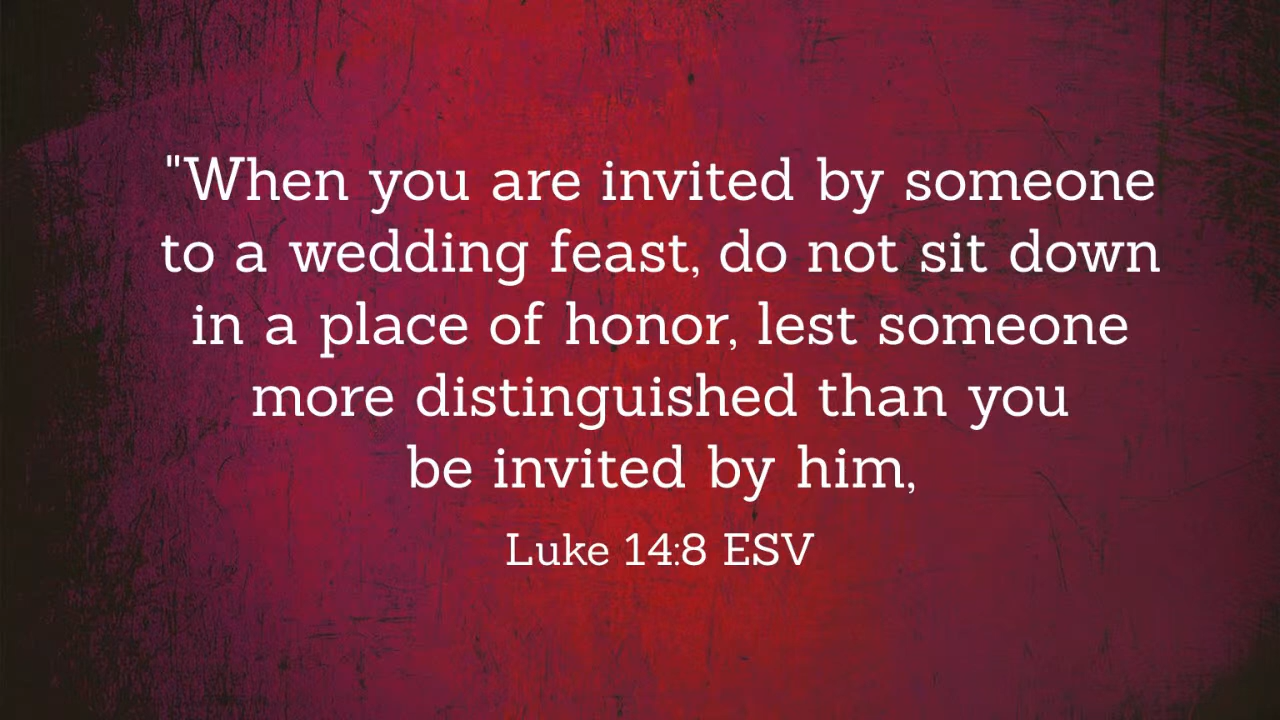 "When you are invited by someone
to a wedding feast, do not sit down
in a place of honor, lest someone
more distinguished than you
be invited by him,
Luke 14:8 ESV